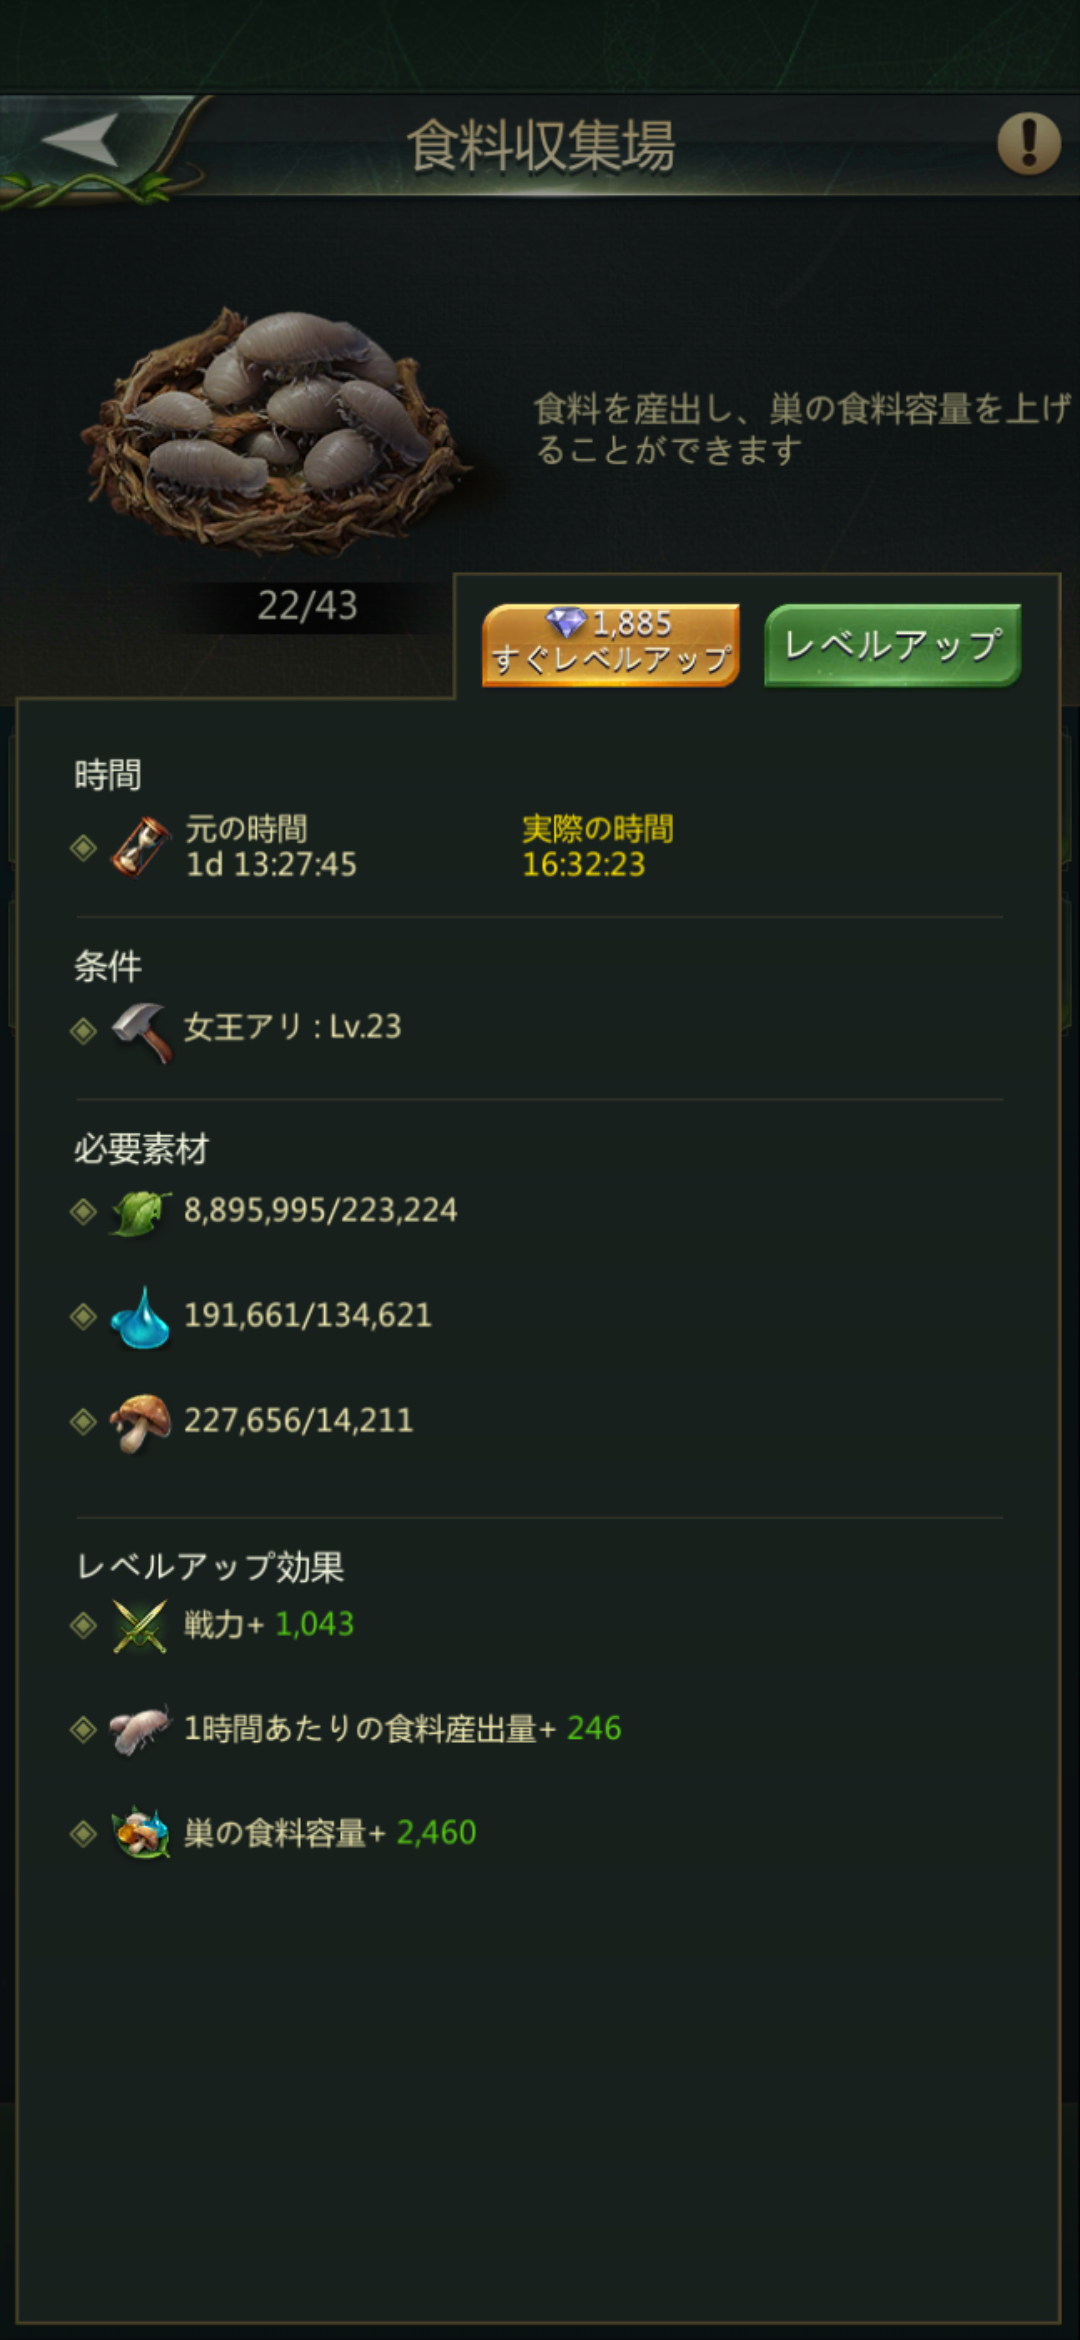 食料収集場
食料を産出し、巣の食料容量を上げ
ることができます
22/43
1,885
すぐレベルアップ
レベルアップ
時間
元の時間
1d 13:27:45
実際の時間
16:32:23
条件
女王アリ : Lv.23
必要素材
8,895,995/223,224
191,661/134,621
227,656/14,211
レベルアップ効果
戦力+ 1,043
1時間あたりの食料産出量+ 246
巣の食料容量+ 2,460